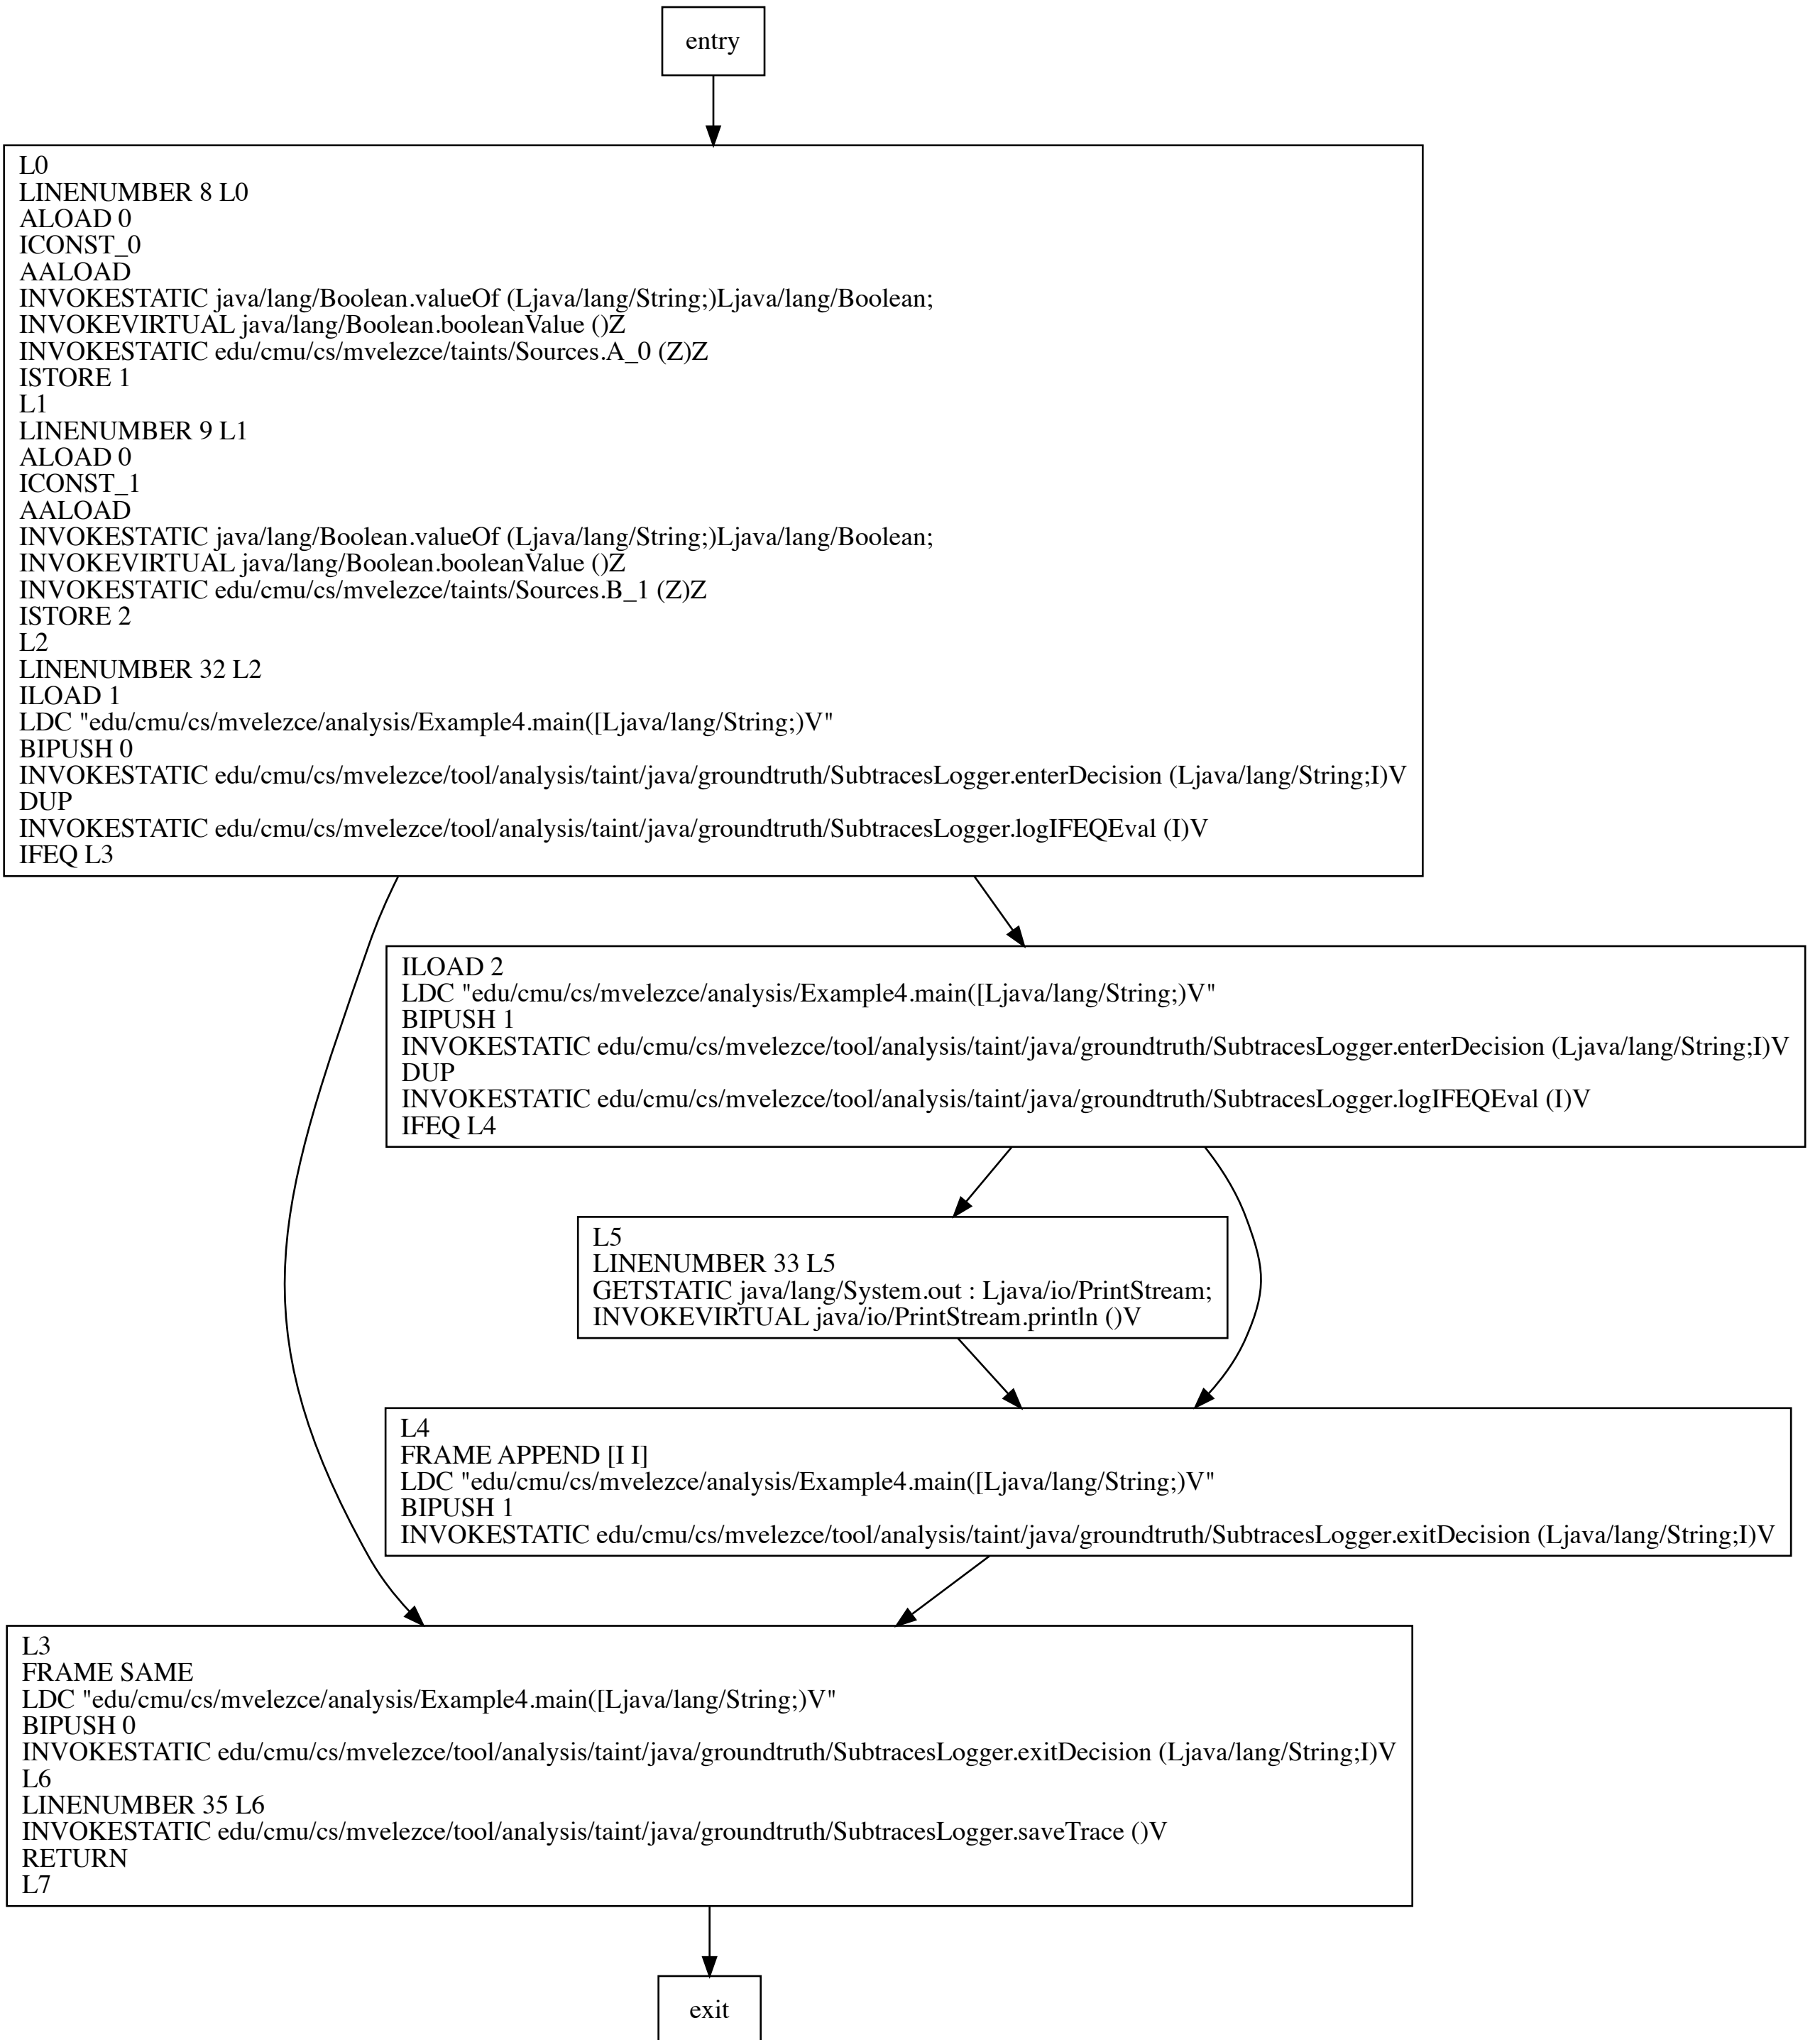 entry
L0
LINENUMBER 8 L0
ALOAD 0
ICONST_0
AALOAD
INVOKESTATIC java/lang/Boolean.valueOf (Ljava/lang/String;)Ljava/lang/Boolean;
INVOKEVIRTUAL java/lang/Boolean.booleanValue ()Z
INVOKESTATIC edu/cmu/cs/mvelezce/taints/Sources.A_0 (Z)Z
ISTORE 1
L1
LINENUMBER 9 L1
ALOAD 0
ICONST_1
AALOAD
INVOKESTATIC java/lang/Boolean.valueOf (Ljava/lang/String;)Ljava/lang/Boolean;
INVOKEVIRTUAL java/lang/Boolean.booleanValue ()Z
INVOKESTATIC edu/cmu/cs/mvelezce/taints/Sources.B_1 (Z)Z
ISTORE 2
L2
LINENUMBER 32 L2
ILOAD 1
LDC "edu/cmu/cs/mvelezce/analysis/Example4.main([Ljava/lang/String;)V"
BIPUSH 0
INVOKESTATIC edu/cmu/cs/mvelezce/tool/analysis/taint/java/groundtruth/SubtracesLogger.enterDecision (Ljava/lang/String;I)V
DUP
INVOKESTATIC edu/cmu/cs/mvelezce/tool/analysis/taint/java/groundtruth/SubtracesLogger.logIFEQEval (I)V
IFEQ L3
ILOAD 2
LDC "edu/cmu/cs/mvelezce/analysis/Example4.main([Ljava/lang/String;)V"
BIPUSH 1
INVOKESTATIC edu/cmu/cs/mvelezce/tool/analysis/taint/java/groundtruth/SubtracesLogger.enterDecision (Ljava/lang/String;I)V
DUP
INVOKESTATIC edu/cmu/cs/mvelezce/tool/analysis/taint/java/groundtruth/SubtracesLogger.logIFEQEval (I)V
IFEQ L4
L5
LINENUMBER 33 L5
GETSTATIC java/lang/System.out : Ljava/io/PrintStream;
INVOKEVIRTUAL java/io/PrintStream.println ()V
L4
FRAME APPEND [I I]
LDC "edu/cmu/cs/mvelezce/analysis/Example4.main([Ljava/lang/String;)V"
BIPUSH 1
INVOKESTATIC edu/cmu/cs/mvelezce/tool/analysis/taint/java/groundtruth/SubtracesLogger.exitDecision (Ljava/lang/String;I)V
L3
FRAME SAME
LDC "edu/cmu/cs/mvelezce/analysis/Example4.main([Ljava/lang/String;)V"
BIPUSH 0
INVOKESTATIC edu/cmu/cs/mvelezce/tool/analysis/taint/java/groundtruth/SubtracesLogger.exitDecision (Ljava/lang/String;I)V
L6
LINENUMBER 35 L6
INVOKESTATIC edu/cmu/cs/mvelezce/tool/analysis/taint/java/groundtruth/SubtracesLogger.saveTrace ()V
RETURN
L7
exit